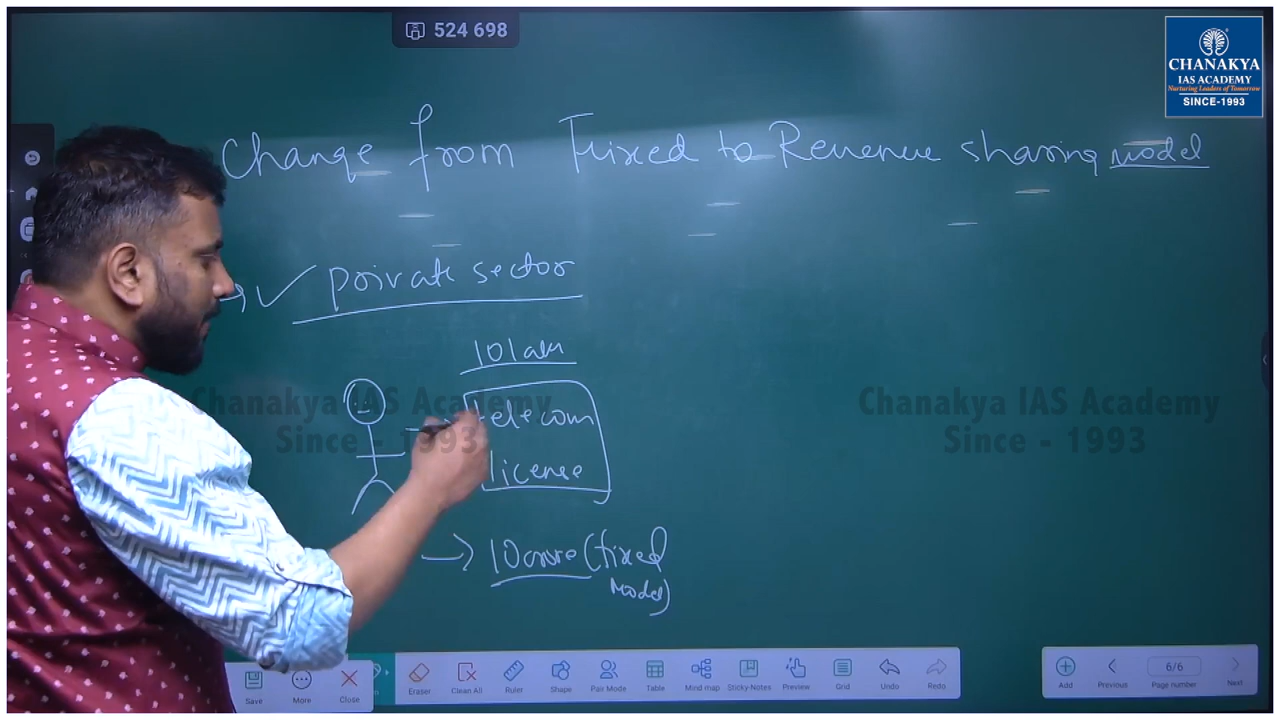 524 698
CHANAKYA
IAS ACADEMY
Nurturing Leaders of Tomorrow
SINCE-1993
Change from Fixed to Revenue sharing model
private sector
10 lakh
telecom
license
10 crore (fixed
Model)
Chanakya IAS Academy
Since - 1993
Chanakya IAS Academy
Since - 1993
Save
More
Close
Eraser
Clean All
Ruler
Shape
Pair Mode
Table
Mind map
Sticky-Notes
Preview
Grid
Undo
Redo
Add
Previous
6/6
Page number
Next